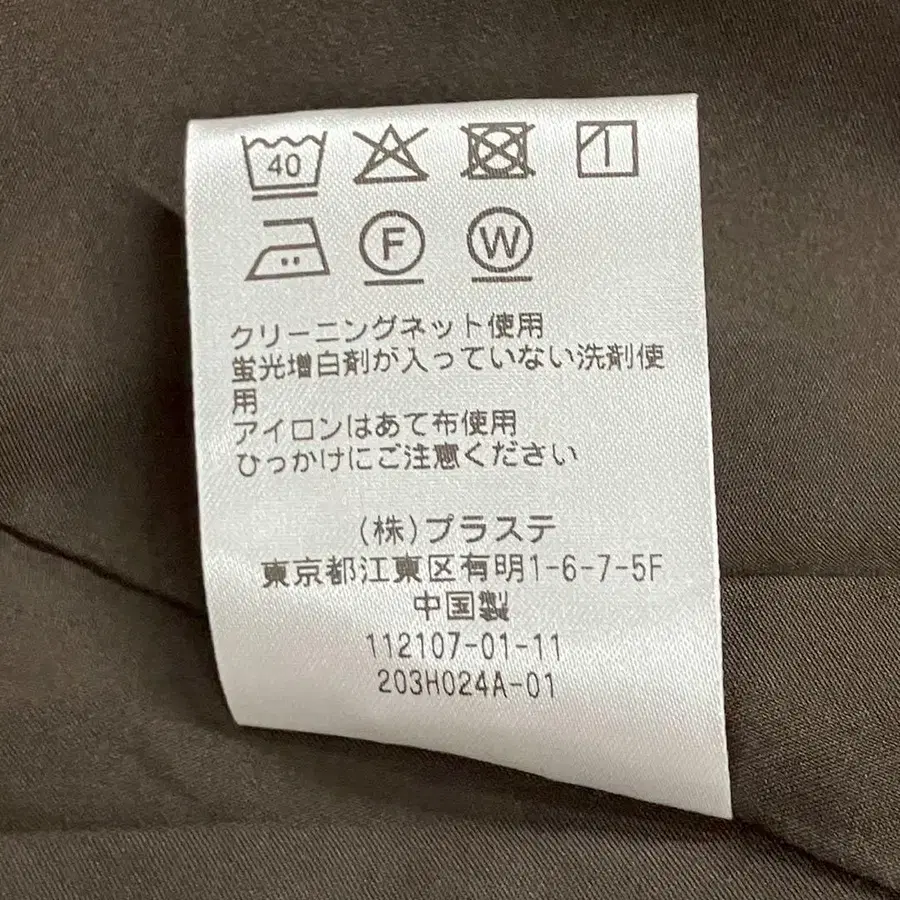 40
F W
クリーニングネット使用
蛍光増白剤が入っていない洗剤使
用
アイロンはあて布使用
ひっかけにご注意ください
(株)プラステ
東京都江東区有明1-6-7-5F
中国製
112107-01-11
203H024A-01